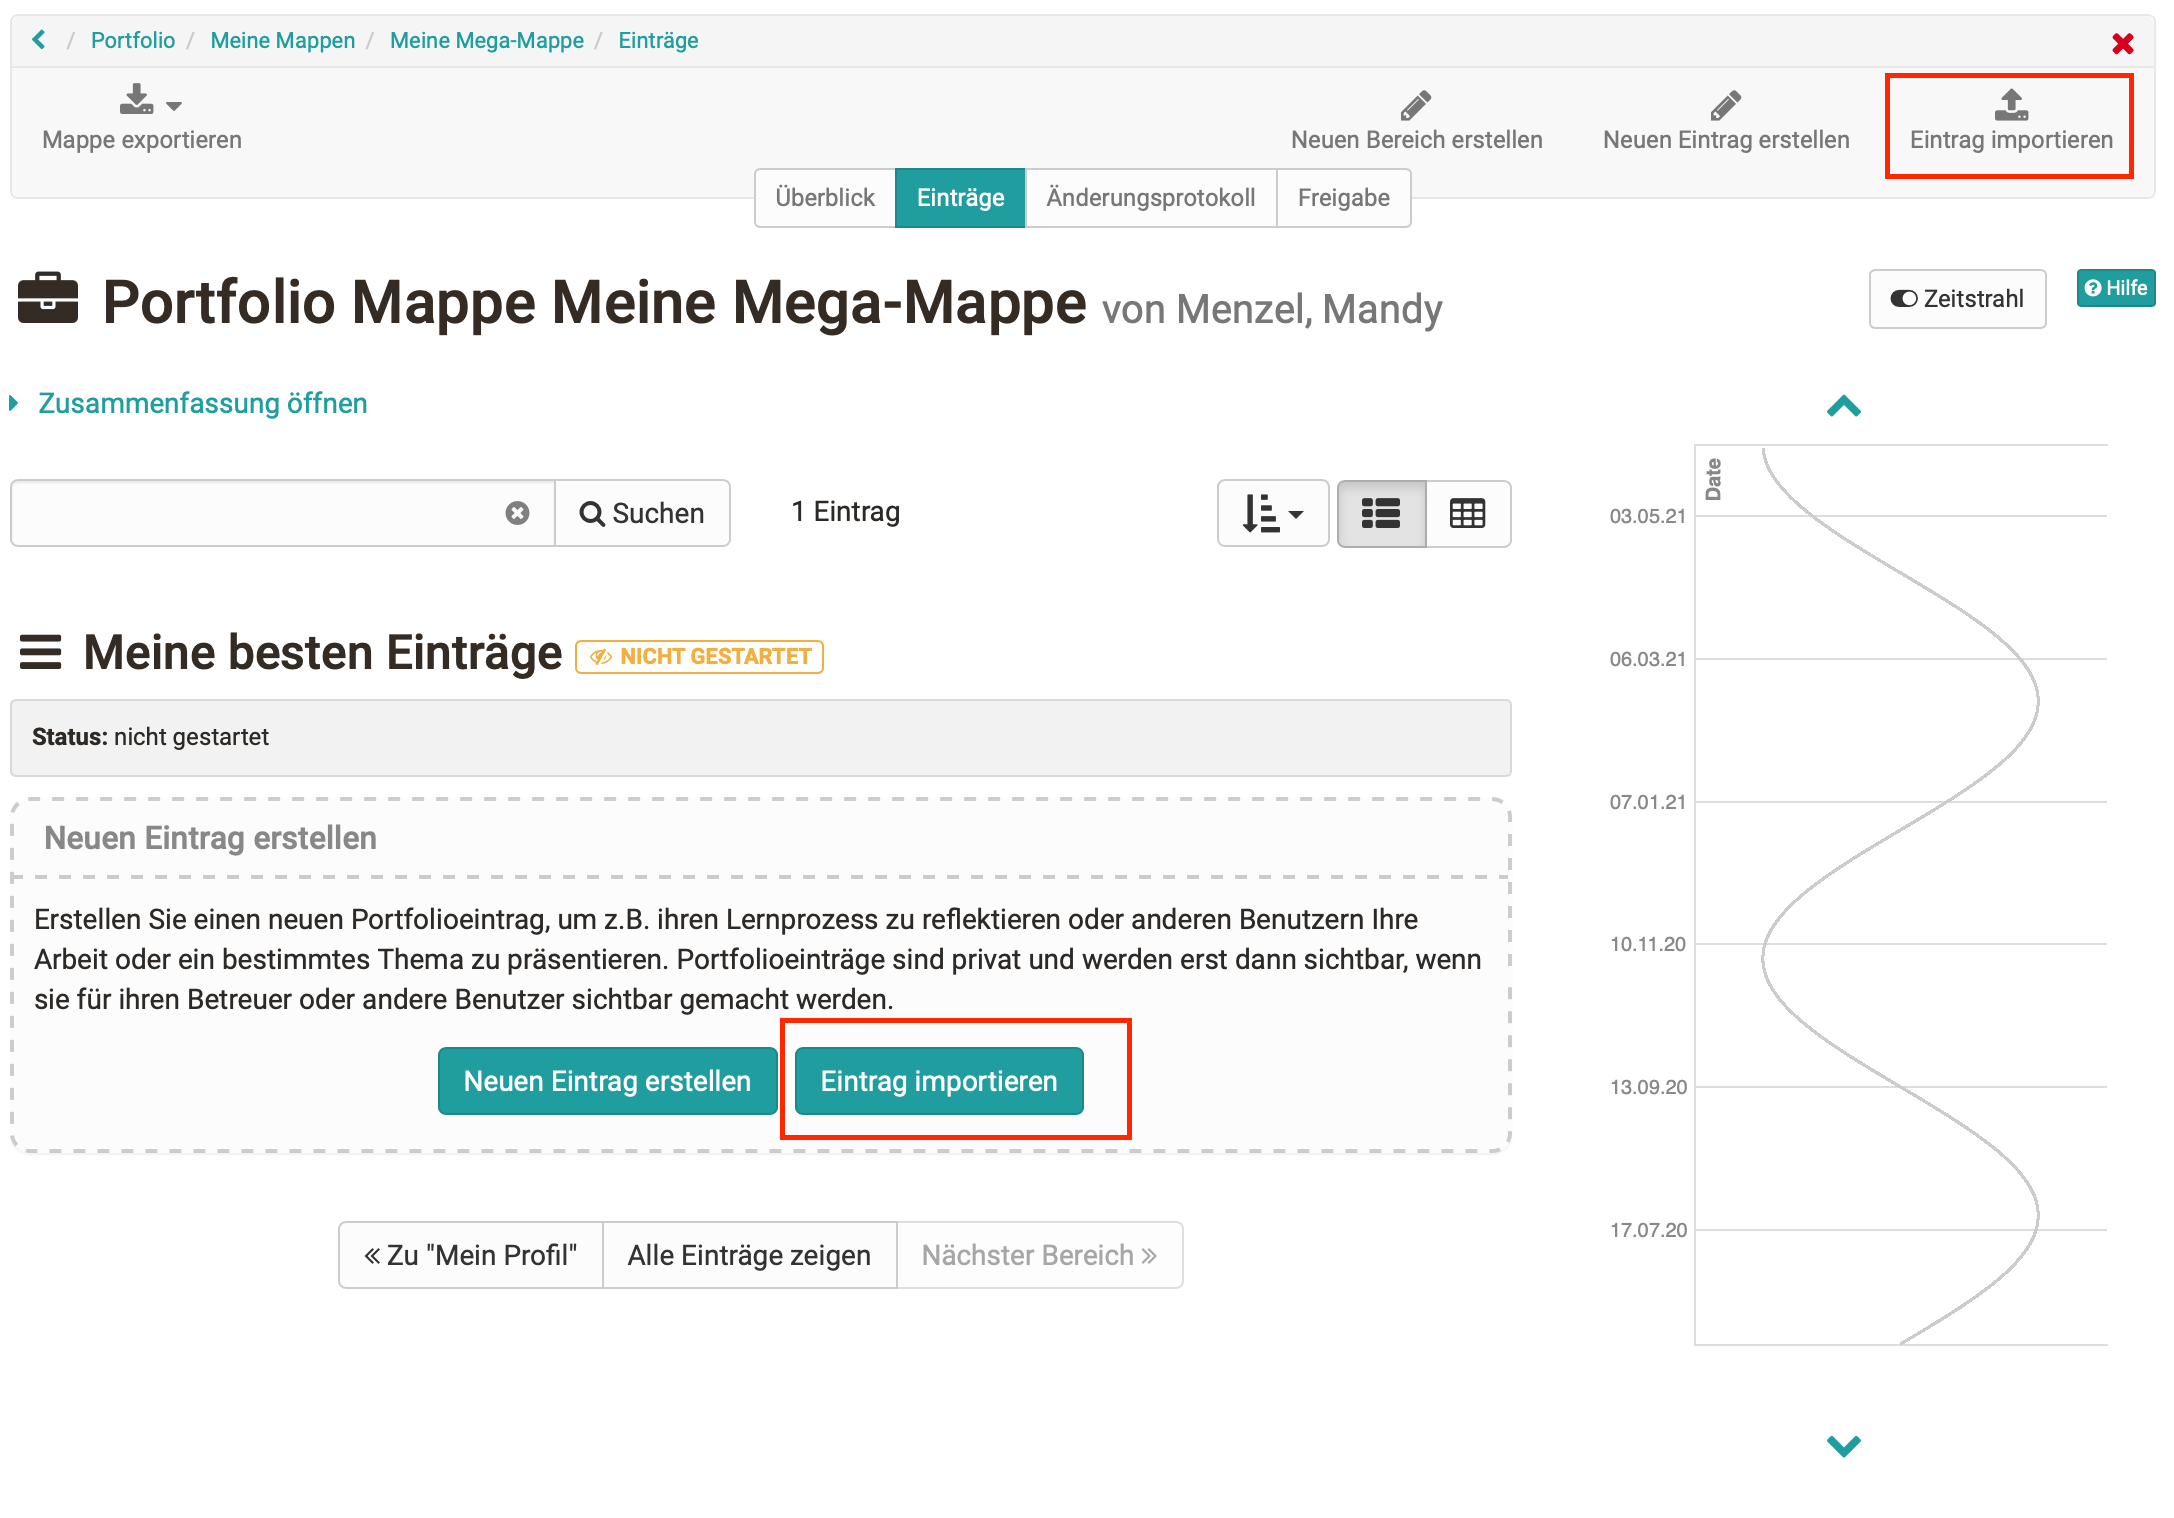 / Portfolio / Meine Mappen / Meine Mega-Mappe / Einträge
Mappe exportieren
Neuen Bereich erstellen
Neuen Eintrag erstellen
Eintrag importieren
Überblick
Einträge
Änderungsprotokoll
Freigabe
Portfolio Mappe Meine Mega-Mappe von Menzel, Mandy
Zeitstrahl
Hilfe
Zusammenfassung öffnen
Suchen
1 Eintrag
Meine besten Einträge
NICHT GESTARTET
Status: nicht gestartet
Neuen Eintrag erstellen
Erstellen Sie einen neuen Portfolioeintrag, um z.B. ihren Lernprozess zu reflektieren oder anderen Benutzern Ihre
Arbeit oder ein bestimmtes Thema zu präsentieren. Portfolioeinträge sind privat und werden erst dann sichtbar, wenn
sie für ihren Betreuer oder andere Benutzer sichtbar gemacht werden.
Neuen Eintrag erstellen
Eintrag importieren
« Zu "Mein Profil"
Alle Einträge zeigen
Nächster Bereich »
Date
03.05.21
06.03.21
07.01.21
10.11.20
13.09.20
17.07.20